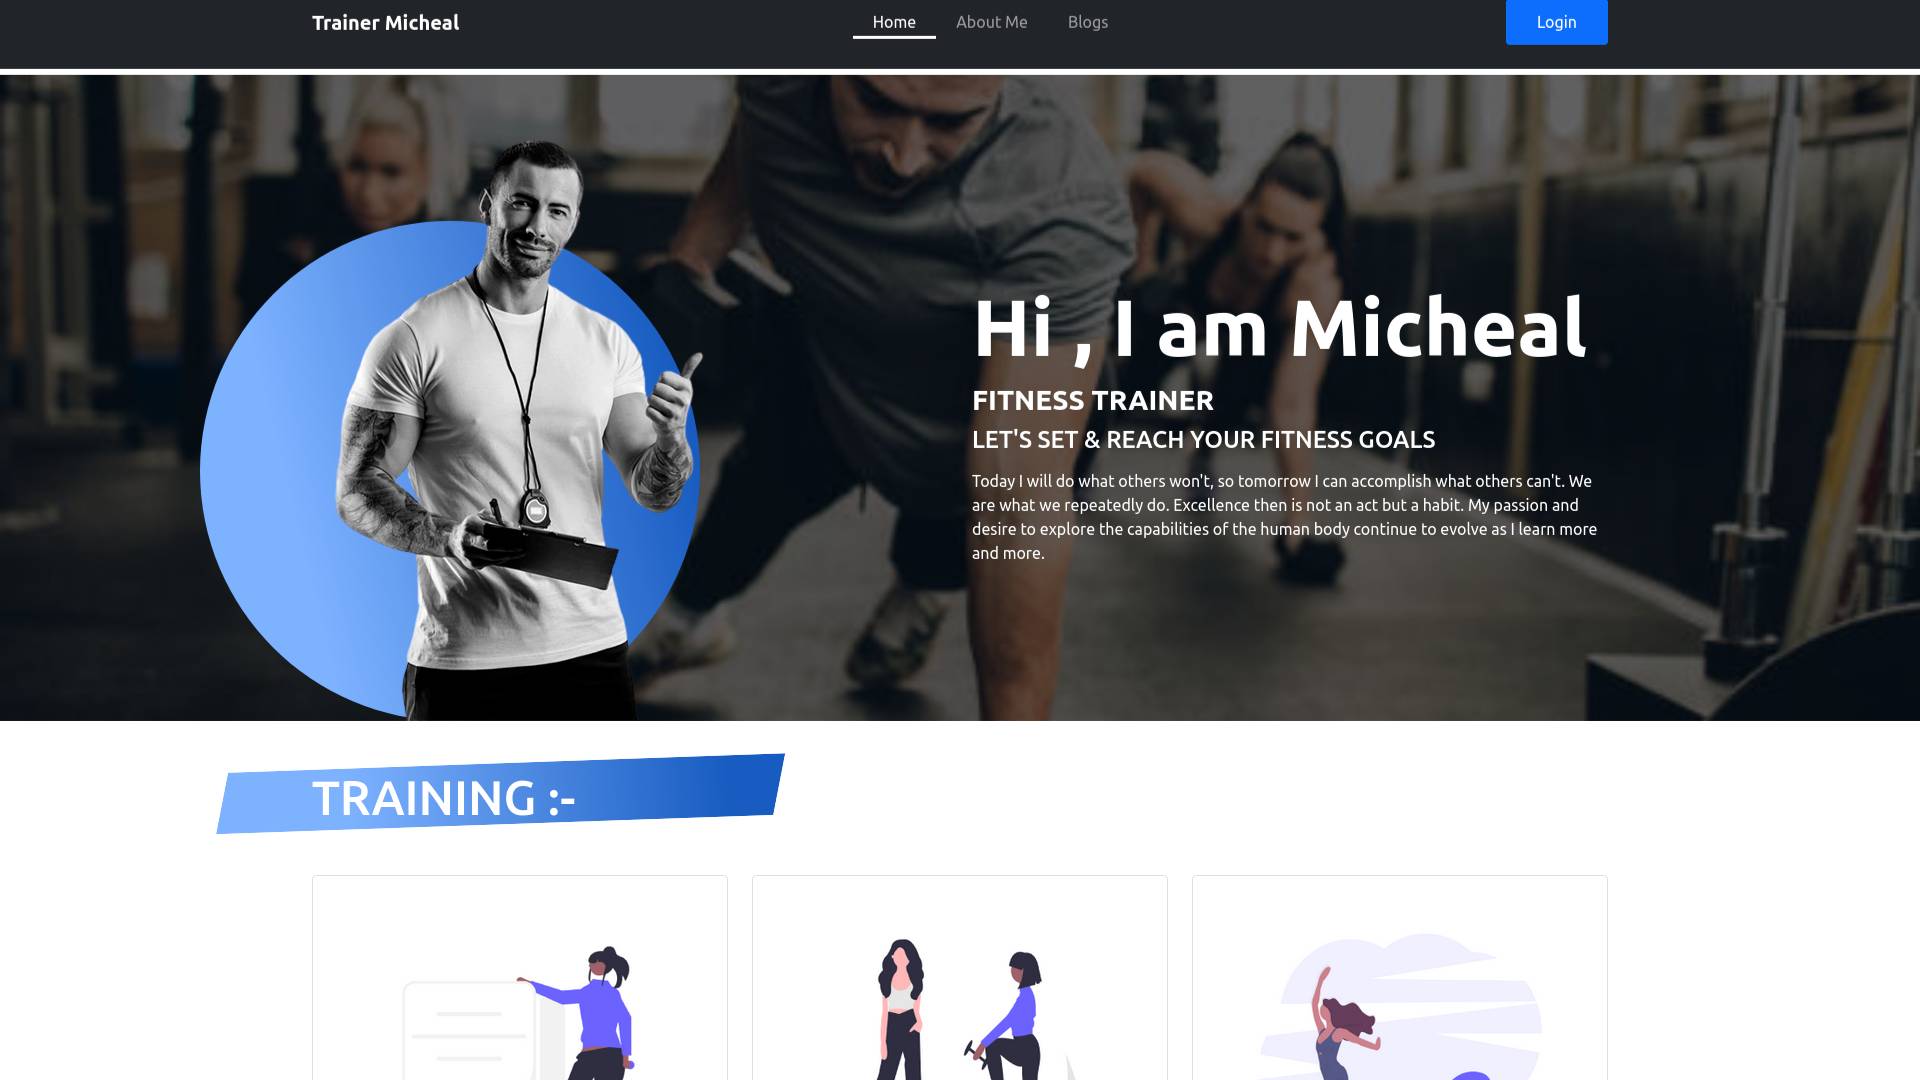 Trainer Micheal
Home
About Me
Blogs
Login
Hi , I am Micheal
FITNESS TRAINER
LET'S SET & REACH YOUR FITNESS GOALS
Today I will do what others won't, so tomorrow I can accomplish what others can't. We
are what we repeatedly do. Excellence then is not an act but a habit. My passion and
desire to explore the capabilities of the human body continue to evolve as I learn more
and more.
TRAINING :-